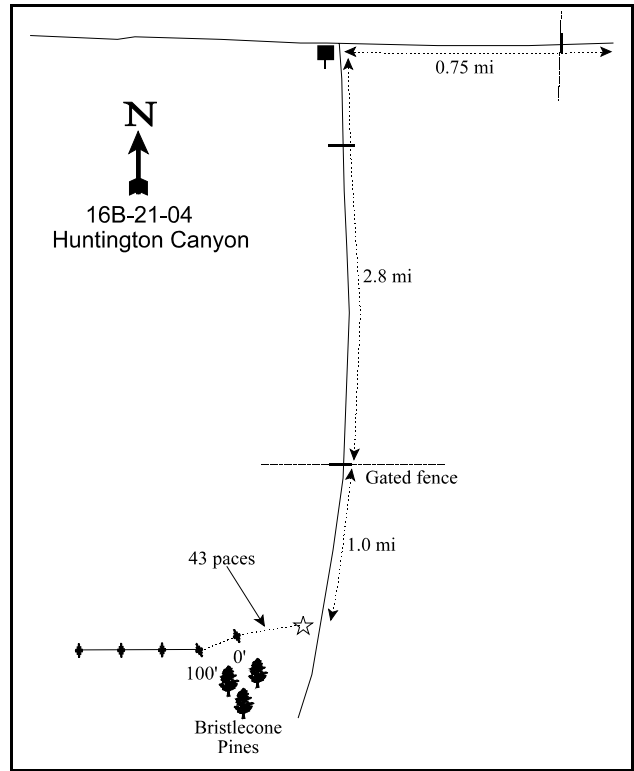 0.75 mi
N
16B-21-04
Huntington Canyon
2.8 mi
Gated fence
1.0 mi
43 paces
0'
100'
Bristlecone
Pines